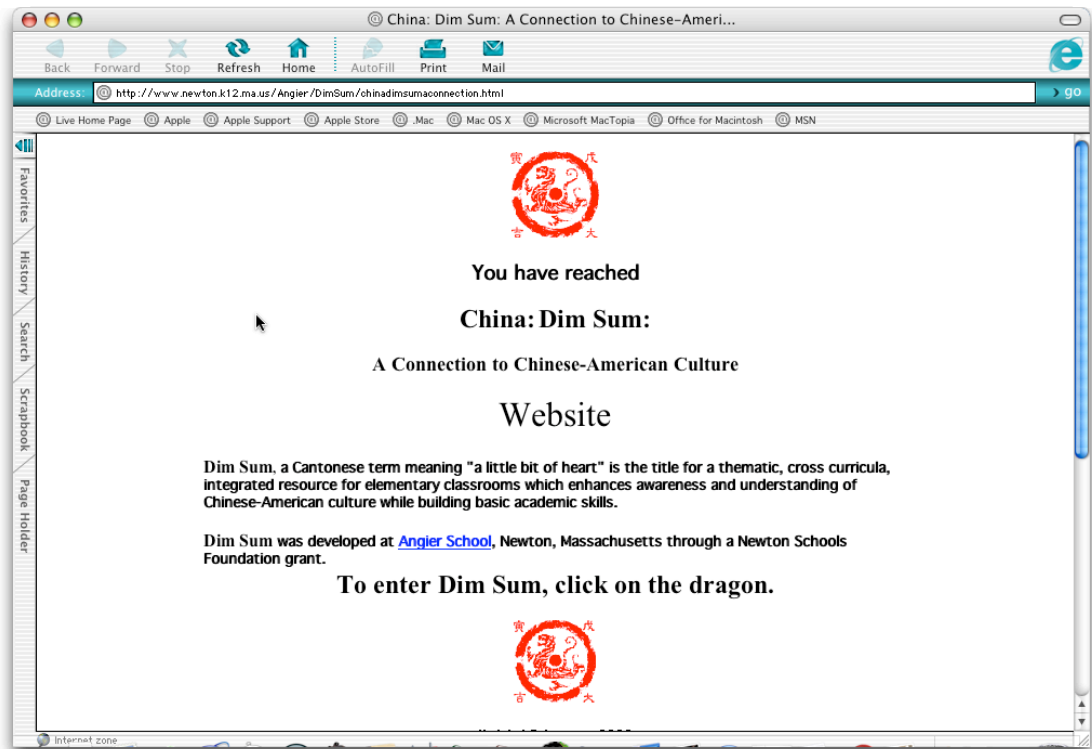 China: Dim Sum: A Connection to Chinese-Ameri...
Back Forward Stop Refresh Home AutoFill Print Mail
Address: http://www.newton.k12.ma.us/Angier/DimSum/chinadimsumaconnection.html go
Live Home Page Apple Apple Support Apple Store .Mac Mac OS X Microsoft MacTopia Office for Macintosh MSN
Favorites
History
Search
Scrapbook
Page Holder
寅 戊
吉 大
You have reached
China: Dim Sum:
A Connection to Chinese-American Culture
Website
Dim Sum, a Cantonese term meaning "a little bit of heart" is the title for a thematic, cross curricula,
integrated resource for elementary classrooms which enhances awareness and understanding of
Chinese-American culture while building basic academic skills.
Dim Sum was developed at Angier School, Newton, Massachusetts through a Newton Schools
Foundation grant.
To enter Dim Sum, click on the dragon.
寅 戊
吉 大
Internet zone